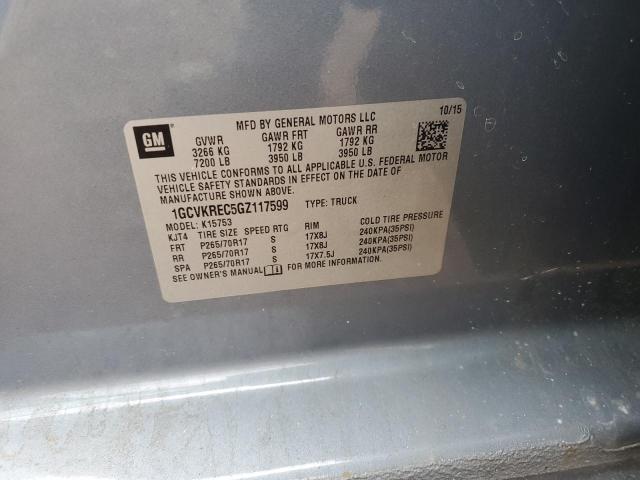 GM
MFD BY GENERAL MOTORS LLC 10/15
GVWR GAWR FRT GAWR RR
3266 KG 1792 KG 1792 KG
7200 LB 3950 LB 3950 LB
THIS VEHICLE CONFORMS TO ALL APPLICABLE U.S. FEDERAL MOTOR
VEHICLE SAFETY STANDARDS IN EFFECT ON THE DATE OF
MANUFACTURE SHOWN ABOVE.
1GCVKREC5GZ117599 TYPE: TRUCK
MODEL: K15753
KJT4 TIRE SIZE SPEED RTG RIM COLD TIRE PRESSURE
FRT P265/70R17 S 17X8J 240KPA(35PSI)
RR P265/70R17 S 17X8J 240KPA(35PSI)
SPA P265/70R17 S 17X7.5J 240KPA(35PSI)
SEE OWNER'S MANUAL FOR MORE INFORMATION.